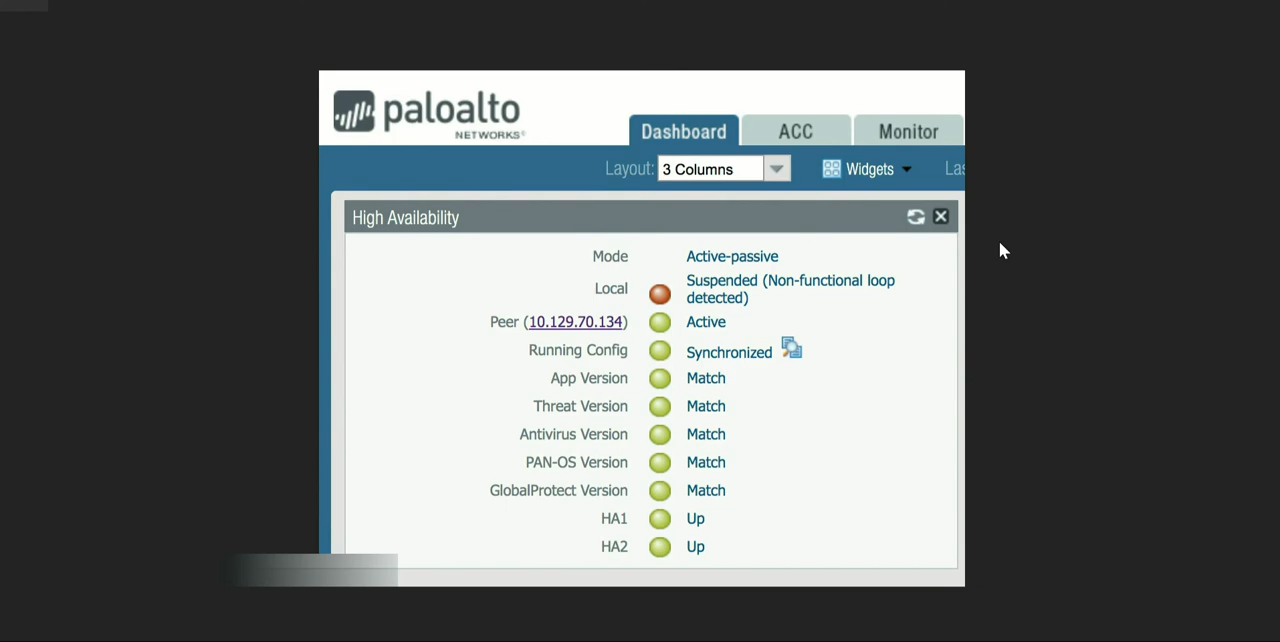 paloalto
NETWORKS®
Dashboard ACC Monitor
Layout: 3 Columns Widgets Las
High Availability
Mode Active-passive
Local Suspended (Non-functional loop
detected)
Peer (10.129.70.134) Active
Running Config Synchronized
App Version Match
Threat Version Match
Antivirus Version Match
PAN-OS Version Match
GlobalProtect Version Match
HA1 Up
HA2 Up